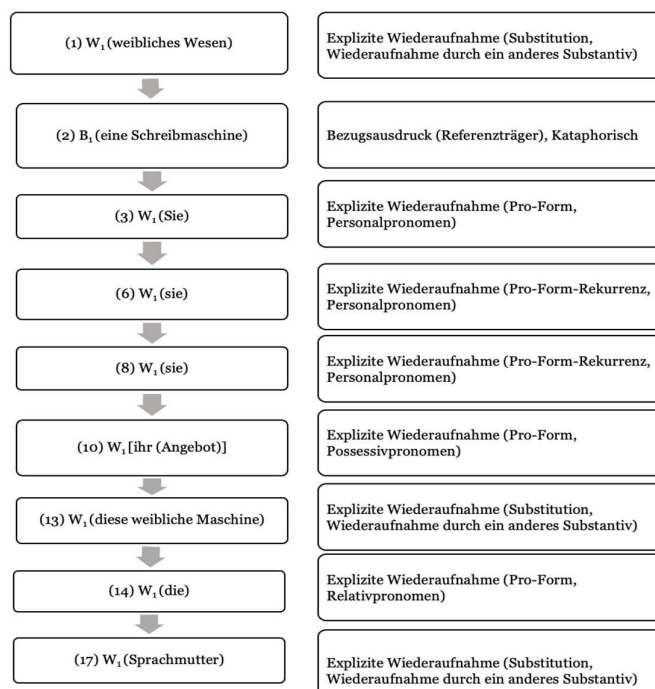 (1) W₁ (weibliches Wesen)
Explizite Wiederaufnahme (Substitution,
Wiederaufnahme durch ein anderes Substantiv)
(2) B₁ (eine Schreibmaschine)
Bezugsausdruck (Referenzträger), Kataphorisch
(3) W₁ (Sie)
Explizite Wiederaufnahme (Pro-Form,
Personalpronomen)
(6) W₁ (sie)
Explizite Wiederaufnahme (Pro-Form-Rekurrenz,
Personalpronomen)
(8) W₁ (sie)
Explizite Wiederaufnahme (Pro-Form-Rekurrenz,
Personalpronomen)
(10) W₁ [ihr (Angebot)]
Explizite Wiederaufnahme (Pro-Form,
Possessivpronomen)
(13) W₁ (diese weibliche Maschine)
Explizite Wiederaufnahme (Substitution,
Wiederaufnahme durch ein anderes Substantiv)
(14) W₁ (die)
Explizite Wiederaufnahme (Pro-Form,
Relativpronomen)
(17) W₁ (Sprachmutter)
Explizite Wiederaufnahme (Substitution,
Wiederaufnahme durch ein anderes Substantiv)